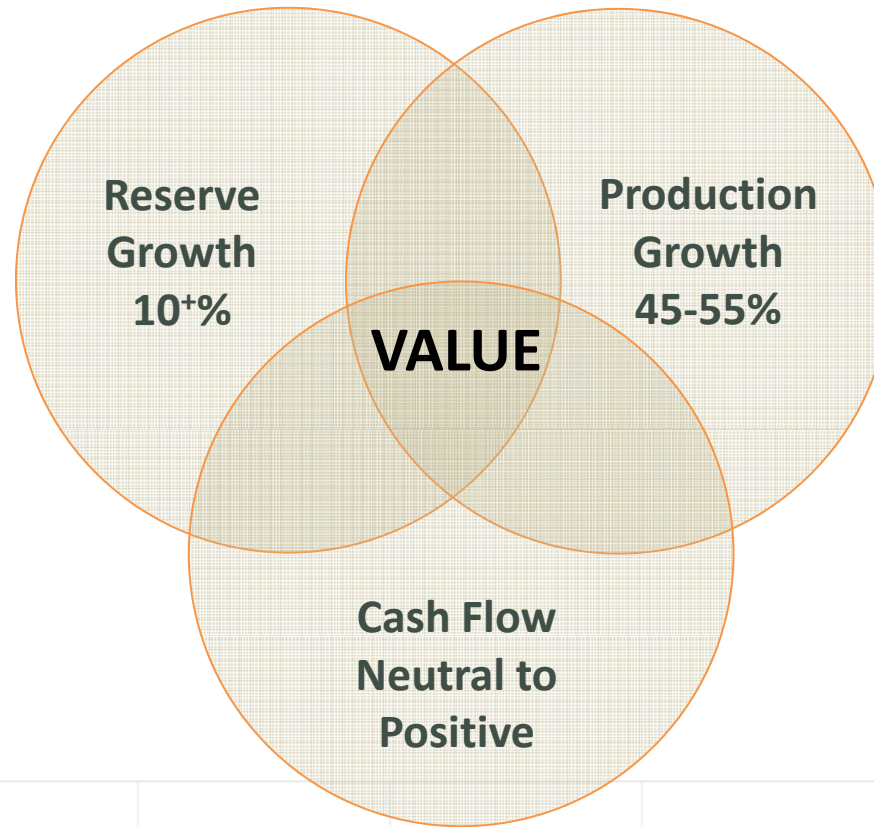 Reserve
Growth
10⁺%
Production
Growth
45-55%
VALUE
Cash Flow
Neutral to
Positive